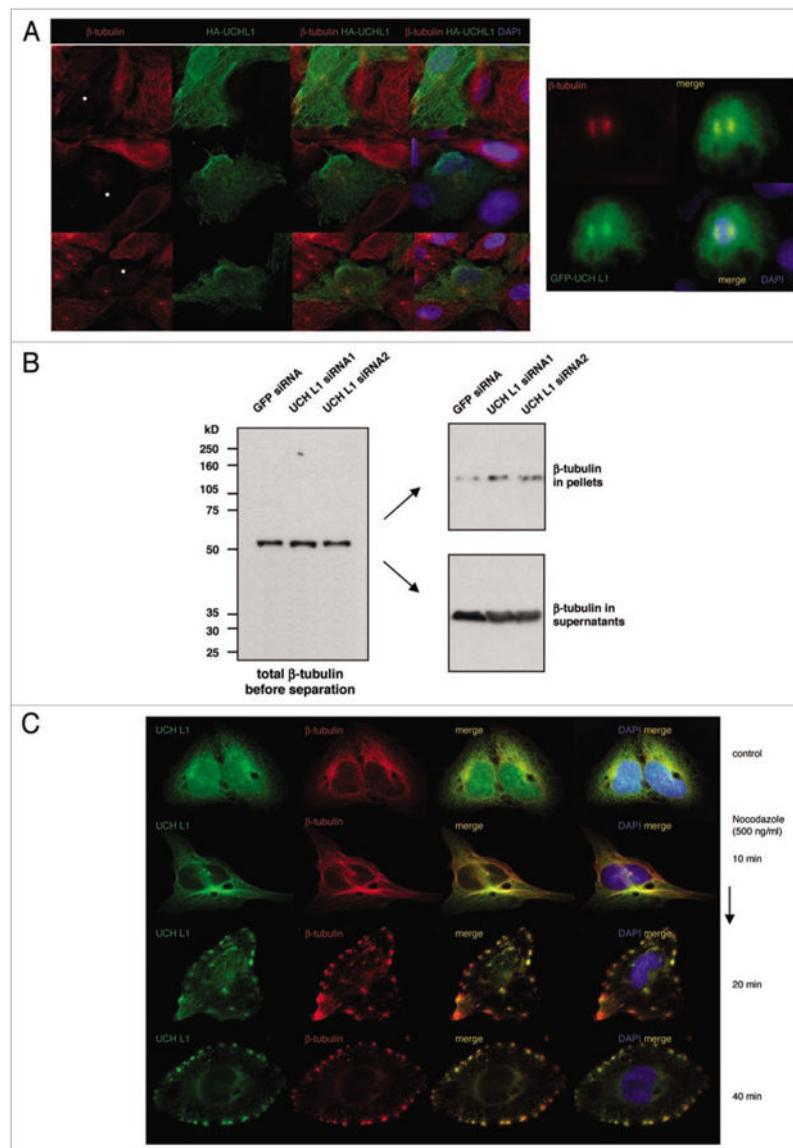 A
β-tubulin HA-UCHL1 β-tubulin HA-UCHL1 β-tubulin HA-UCHL1 DAPI
β-tubulin merge
GFP-UCH L1 merge DAPI
B
GFP siRNA UCH L1 siRNA1 UCH L1 siRNA2
kD
250
160
105
75
50
35
30
25
total β-tubulin
before separation
GFP siRNA UCH L1 siRNA1 UCH L1 siRNA2
β-tubulin
in pellets
β-tubulin in
supernatants
C
UCH L1 β-tubulin merge DAPI merge
control
Nocodazole
(500 ng/ml)
UCH L1 β-tubulin merge DAPI merge
10 min
UCH L1 β-tubulin merge DAPI merge
20 min
UCH L1 β-tubulin merge DAPI merge
40 min